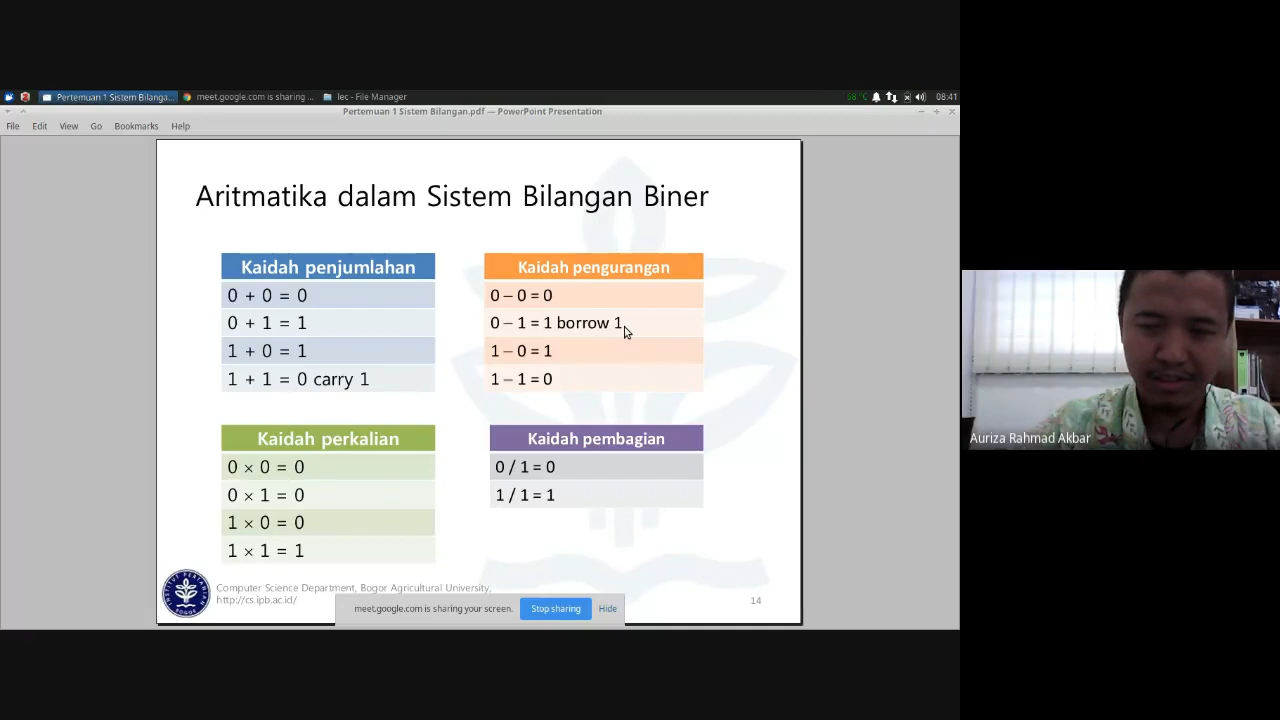 Pertemuan 1 Sistem Bilanga...
meet.google.com is sharing ...
lec - File Manager
68°C
08:41
Pertemuan 1 Sistem Bilangan.pdf — PowerPoint Presentation
File Edit View Go Bookmarks Help
Aritmatika dalam Sistem Bilangan Biner
Kaidah penjumlahan
0 + 0 = 0
0 + 1 = 1
1 + 0 = 1
1 + 1 = 0 carry 1
Kaidah pengurangan
0 – 0 = 0
0 – 1 = 1 borrow 1
1 – 0 = 1
1 – 1 = 0
Kaidah perkalian
0 × 0 = 0
0 × 1 = 0
1 × 0 = 0
1 × 1 = 1
Kaidah pembagian
0 / 1 = 0
1 / 1 = 1
Computer Science Department, Bogor Agricultural University,
http://cs.ipb.ac.id/
14
meet.google.com is sharing your screen.
Stop sharing
Hide
Auriza Rahmad Akbar